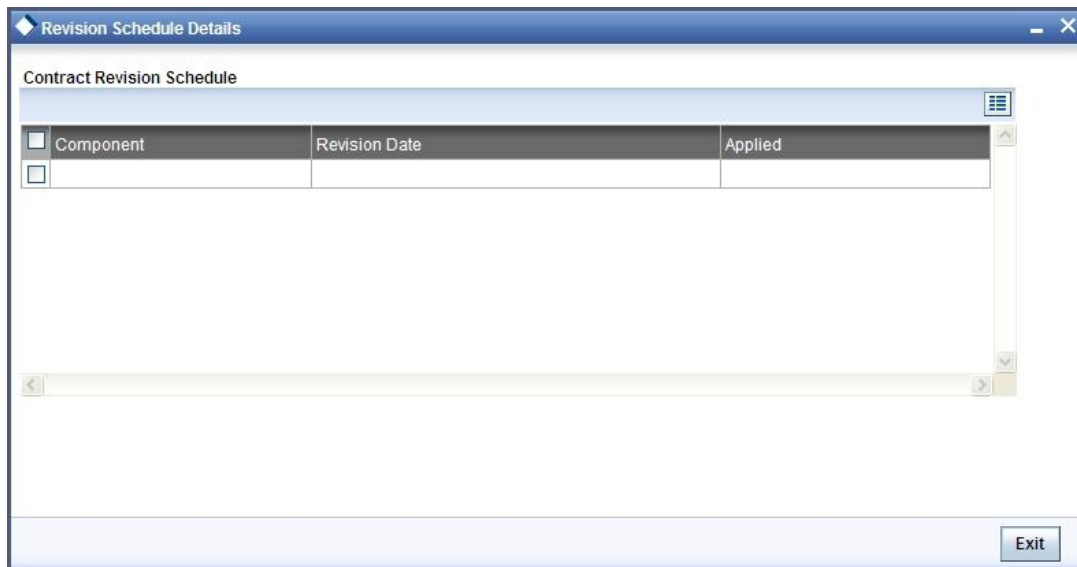 Revision Schedule Details
Contract Revision Schedule
Component Revision Date Applied
Exit